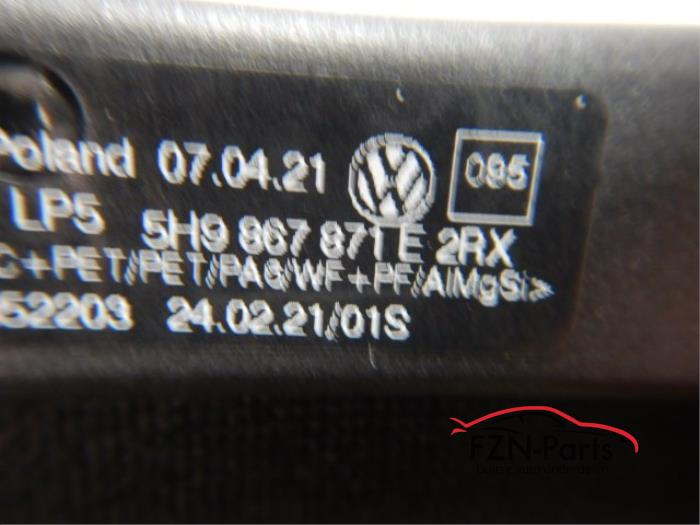 Poland 07.04.21 095
LP5 5H9 867 871 E 2RX
C+PET/PET/PA6/WF+PF/AlMgSi>
52203 24.02.21/01S
FZN-Parts